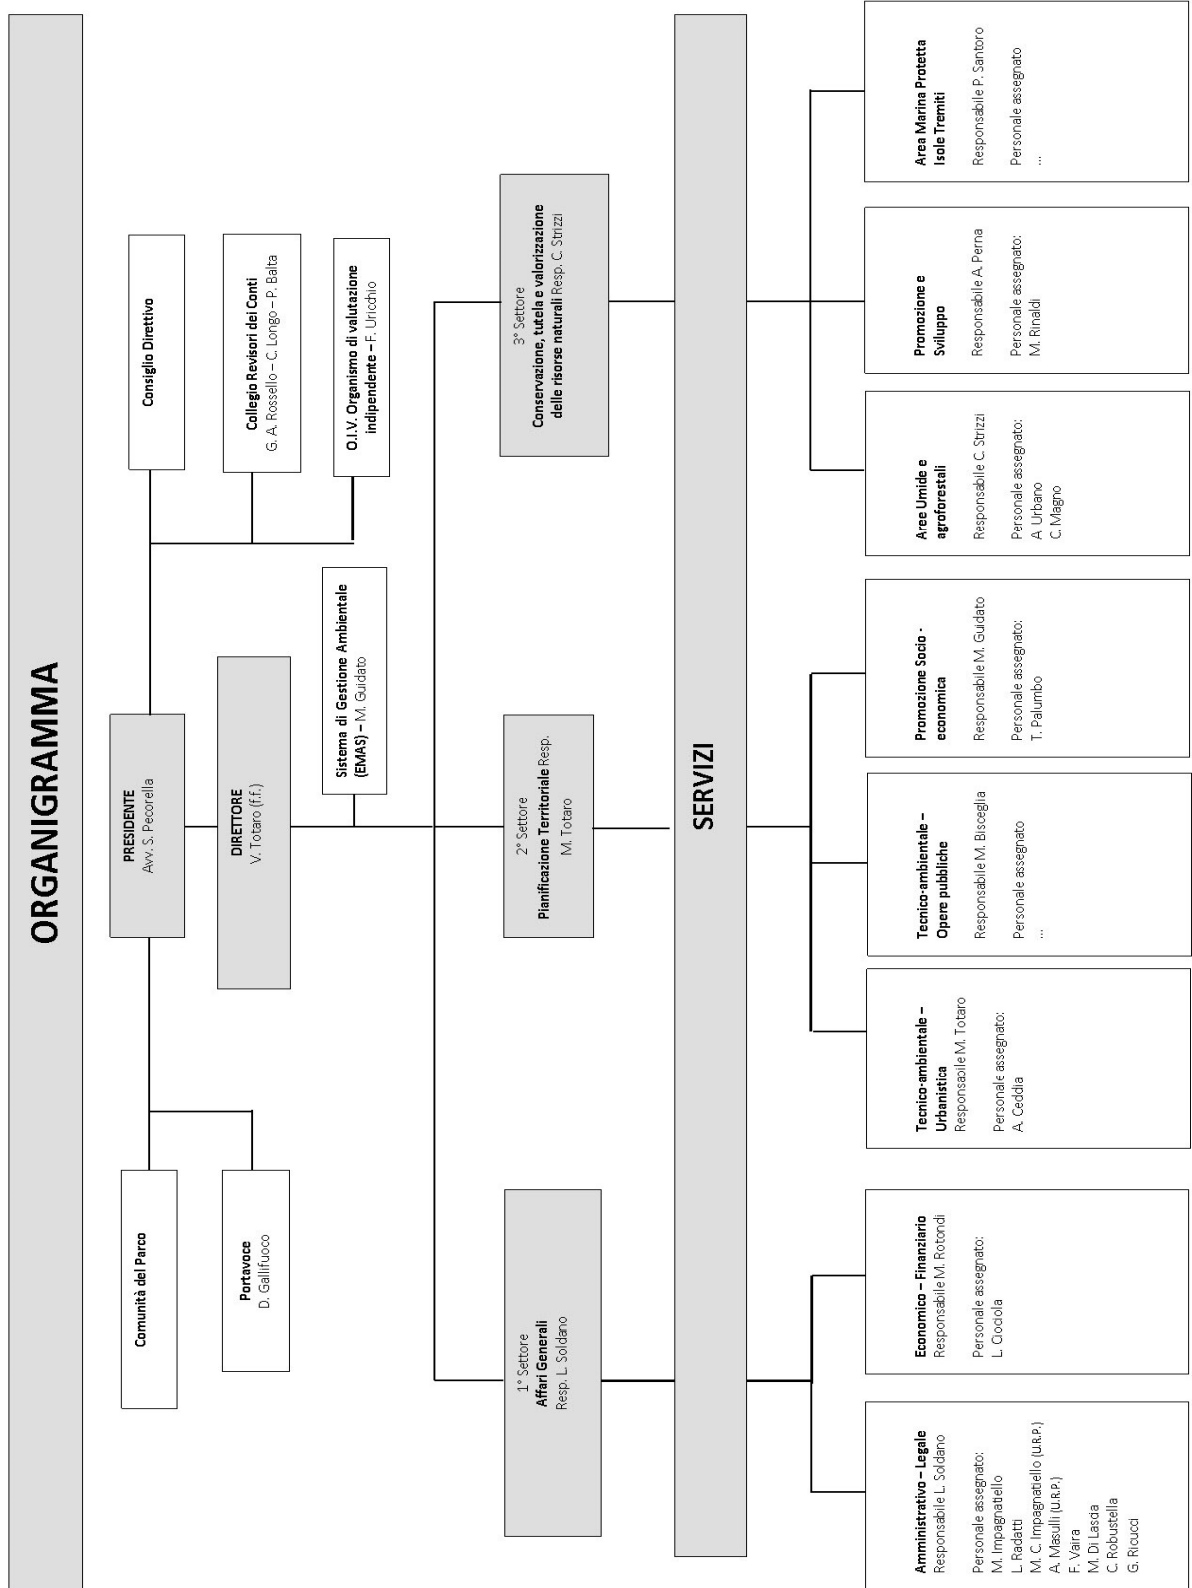 ORGANIGRAMMA
Comunità del Parco
Portavoce
D. Gallifuoco
PRESIDENTE
Avv. S. Pecorella
DIRETTORE
V. Totaro (f.f.)
Consiglio Direttivo
Collegio Revisori dei Conti
G. A. Rossello – C. Longo – P. Balta
O.I.V. Organismo di valutazione
indipendente – F. Uricchio
Sistema di Gestione Ambientale
(EMAS) – M. Guidato
1° Settore
Affari Generali
Resp. L. Soldano
2° Settore
Pianificazione Territoriale Resp.
M. Totaro
3° Settore
Conservazione, tutela e valorizzazione
delle risorse naturali Resp. C. Strizzi
SERVIZI
Amministrativo – Legale
Responsabile L. Soldano
Personale assegnato:
M. Impagnatiello
L. Radatti
M. C. Impagnatiello (U.R.P.)
A. Masulli (U.R.P.)
F. Vaira
M. Di Lascia
C. Robustella
G. Ricucci
Economico – Finanziario
Responsabile M. Rotondi
Personale assegnato:
L. Ciociola
Tecnico-ambientale –
Urbanistica
Responsabile M. Totaro
Personale assegnato:
A. Ceddia
Tecnico-ambientale –
Opere pubbliche
Responsabile M. Bisceglia
Personale assegnato
...
Promozione Socio -
economica
Responsabile M. Guidato
Personale assegnato:
T. Palumbo
Aree Umide e
agroforestali
Responsabile C. Strizzi
Personale assegnato:
A Urbano
C. Magno
Promozione e
Sviluppo
Responsabile A. Perna
Personale assegnato:
M. Rinaldi
Area Marina Protetta
Isole Tremiti
Responsabile P. Santoro
Personale assegnato
...